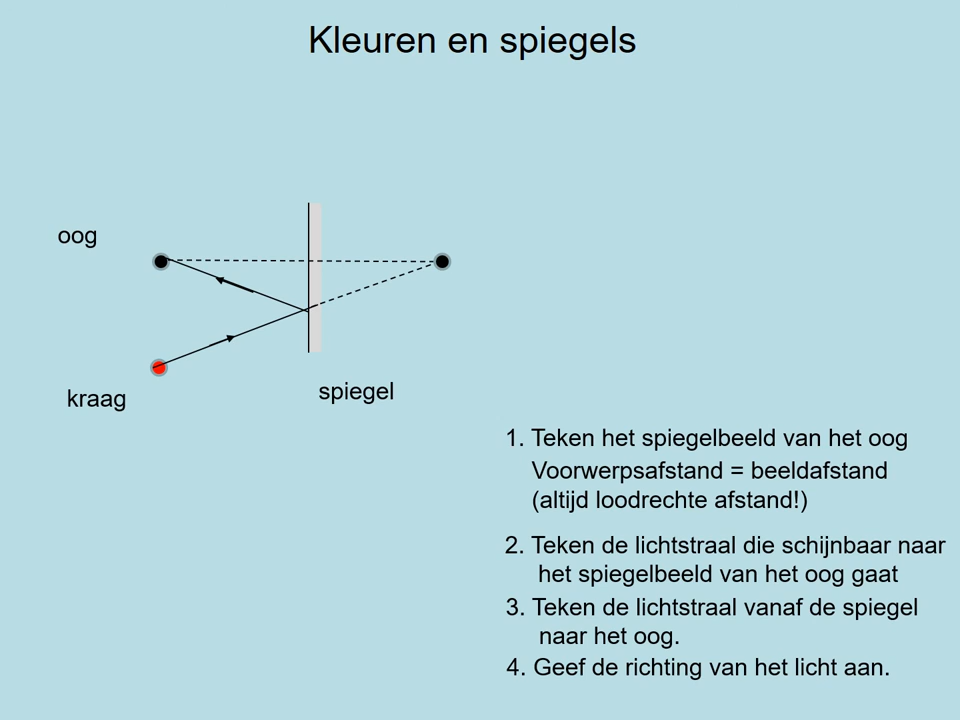 Kleuren en spiegels
oog
kraag
spiegel
1. Teken het spiegelbeeld van het oog
Voorwerpsafstand = beeldafstand
(altijd loodrechte afstand!)
2. Teken de lichtstraal die schijnbaar naar
het spiegelbeeld van het oog gaat
3. Teken de lichtstraal vanaf de spiegel
naar het oog.
4. Geef de richting van het licht aan.